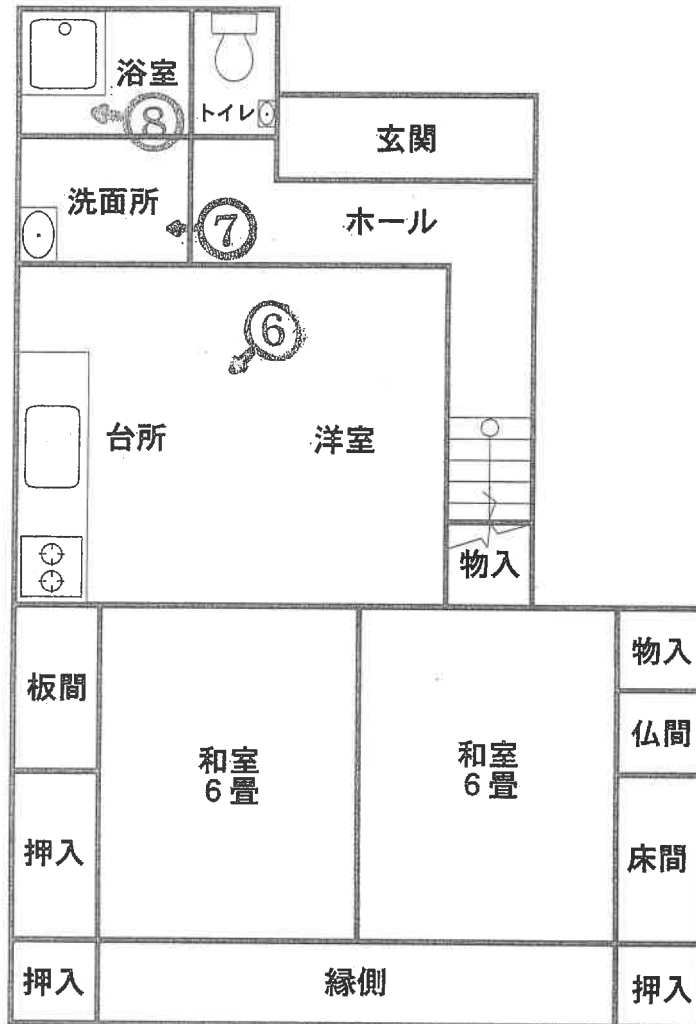 浴室
トイレ
⑧
玄関
洗面所
⑦
ホール
⑥
台所
洋室
物入
板間
和室
6畳
和室
6畳
物入
仏間
押入
床間
押入
縁側
押入